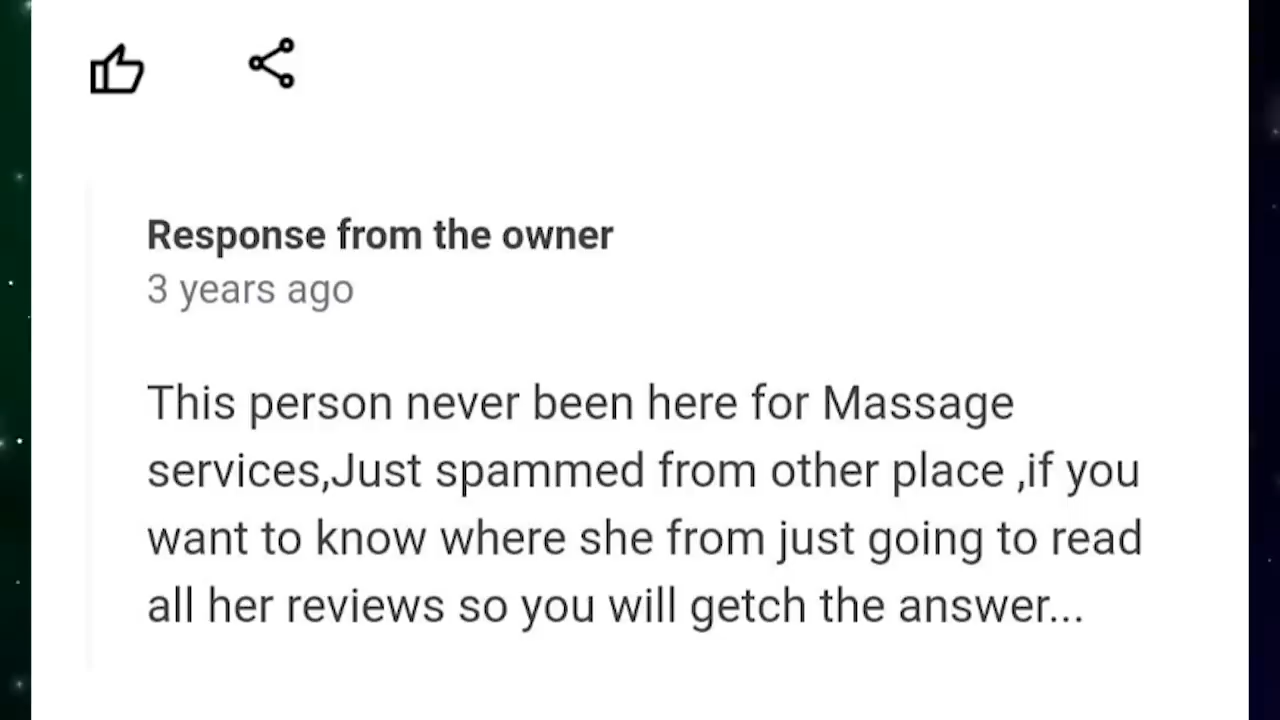 Response from the owner
3 years ago
This person never been here for Massage
services,Just spammed from other place ,if you
want to know where she from just going to read
all her reviews so you will getch the answer...